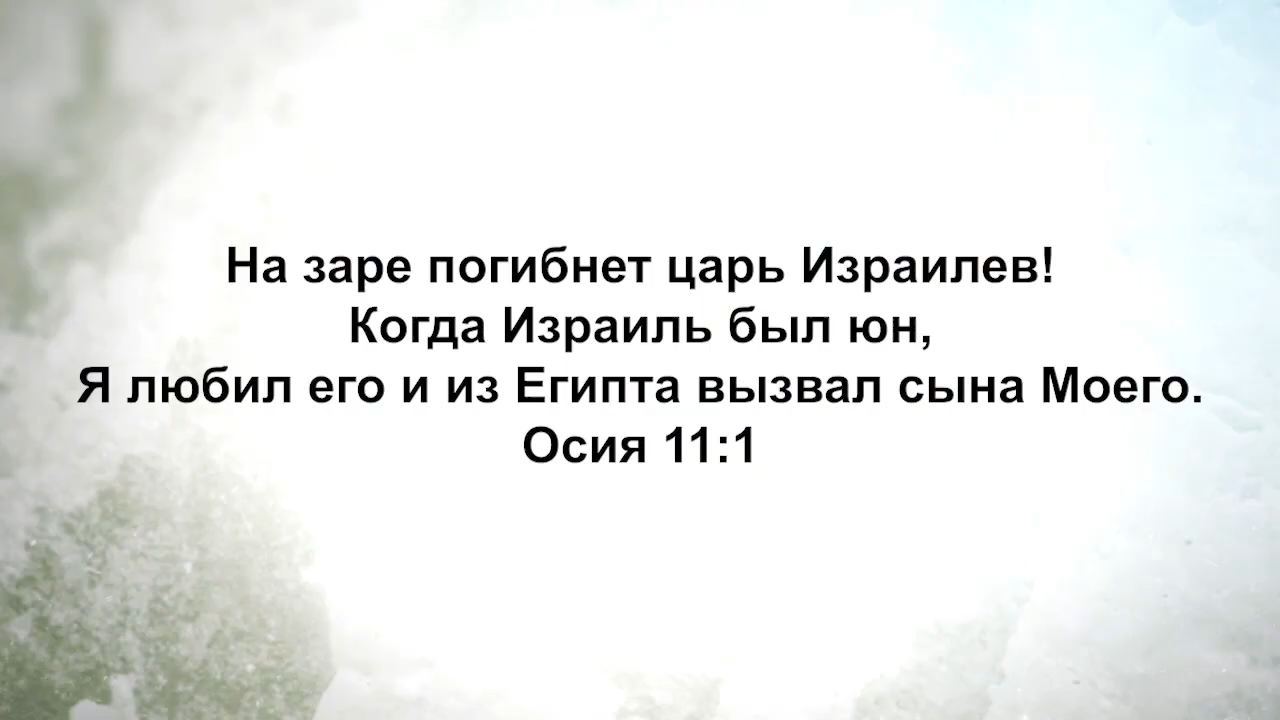 На заре погибнет царь Израилев!
Когда Израиль был юн,
Я любил его и из Египта вызвал сына Моего.
Осия 11:1